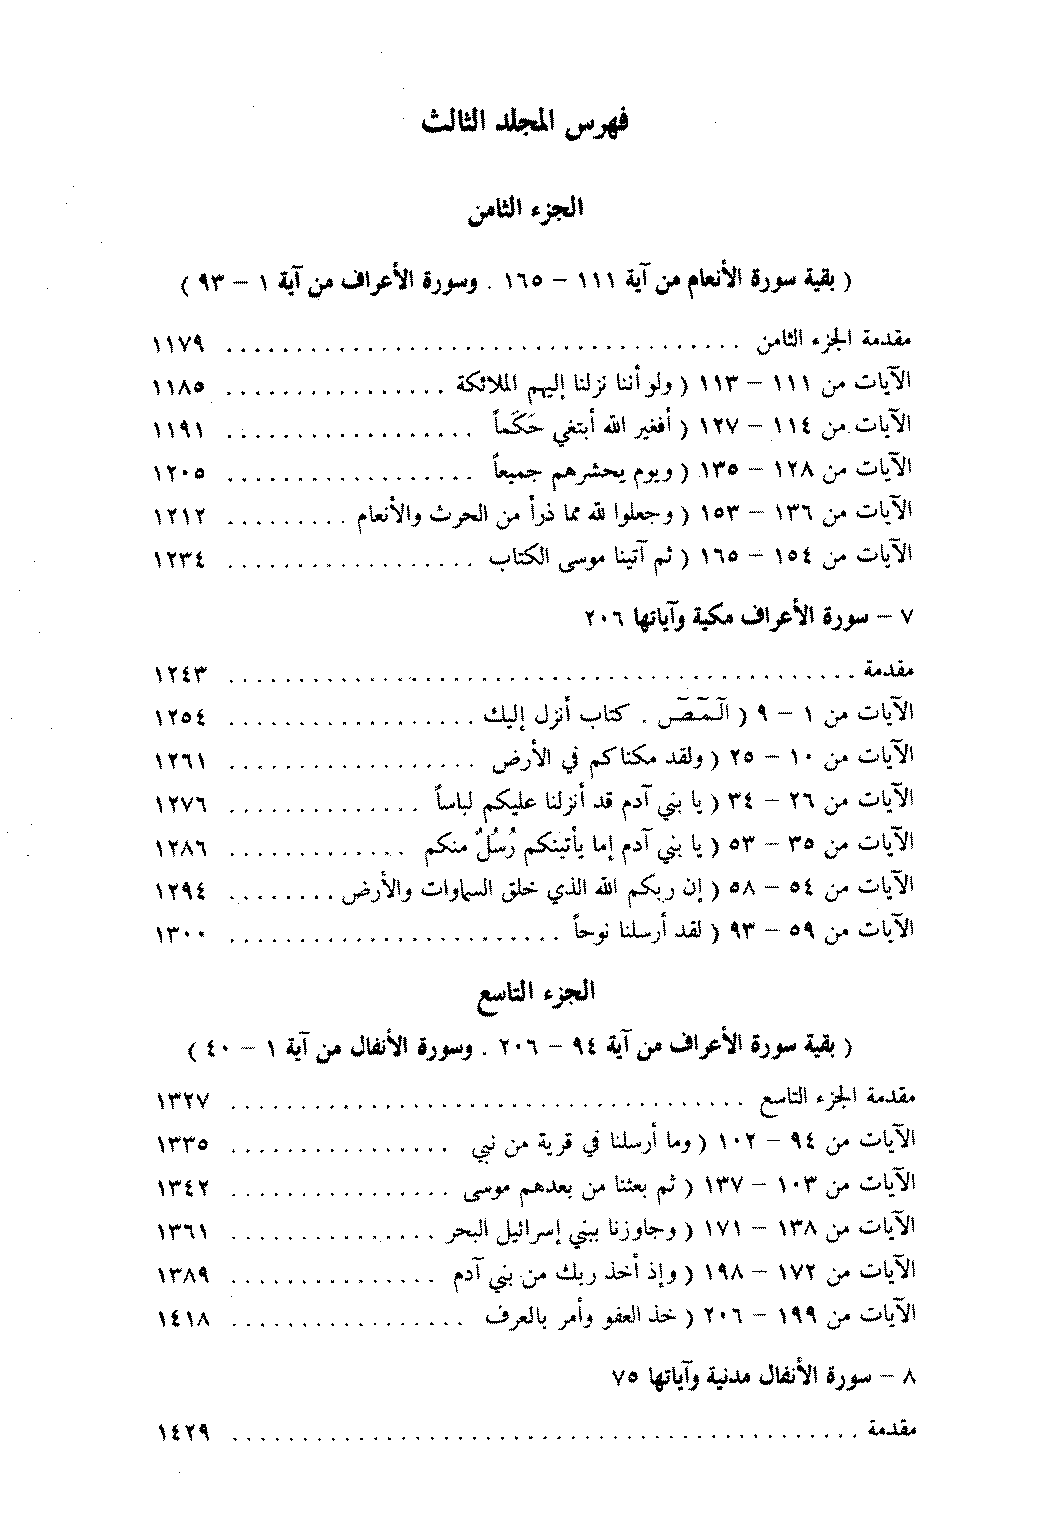 فهرس المجلد الثالث
الجزء الثامن
( بقية سورة الأنعام من آية ١١١ – ١٦٥ . وسورة الأعراف من آية ١ – ٩٣ )
مقدمة الجزء الثامن ..................................... ١١٧٩
الآيات من ١١١ – ١١٣ ( ولو أننا نزلنا إليهم الملائكة ................ ١١٨٥
الآيات من ١١٤ – ١٢٧ ( أفغير الله أبتغي حَكَماً .................. ١١٩١
الآيات من ١٢٨ – ١٣٥ ( ويوم يحشرهم جميعاً .................. ١٢٠٥
الآيات من ١٣٦ – ١٥٣ ( وجعلوا لله مما ذرأ من الحرث والأنعام ......... ١٢١٢
الآيات من ١٥٤ – ١٦٥ ( ثم آتينا موسى الكتاب .................. ١٢٣٤
٧ – سورة الأعراف مكية وآياتها ٢٠٦
مقدمة ............................................. ١٢٤٣
الآيات من ١ – ٩ ( الۤمۤصۤ . كتاب أنزل إليك .................. ١٢٥٤
الآيات من ١٠ – ٢٥ ( ولقد مكناكم في الأرض .................. ١٢٦١
الآيات من ٢٦ – ٣٤ ( يا بني آدم قد أنزلنا عليكم لباساً .............. ١٢٧٦
الآيات من ٣٥ – ٥٣ ( يا بني آدم إما يأتينكم رُسُلٌ منكم ............. ١٢٨٦
الآيات من ٥٤ – ٥٨ ( إن ربكم الله الذي خلق السماوات والأرض ........ ١٢٩٤
الآيات من ٥٩ – ٩٣ ( لقد أرسلنا نوحاً ........................ ١٣٠٠
الجزء التاسع
( بقية سورة الأعراف من آية ٩٤ – ٢٠٦ . وسورة الأنفال من آية ١ – ٤٠ )
مقدمة الجزء التاسع ..................................... ١٣٢٧
الآيات من ٩٤ – ١٠٢ ( وما أرسلنا في قرية من نبي ................ ١٣٣٥
الآيات من ١٠٣ – ١٣٧ ( ثم بعثنا من بعدهم موسى ................ ١٣٤٢
الآيات من ١٣٨ – ١٧١ ( وجاوزنا ببني إسرائيل البحر ............... ١٣٦١
الآيات من ١٧٢ – ١٩٨ ( وإذ أخذ ربك من بني آدم ............... ١٣٨٩
الآيات من ١٩٩ – ٢٠٦ ( خذ العفو وأمر بالعرف ................. ١٤١٨
٨ – سورة الأنفال مدنية وآياتها ٧٥
مقدمة ............................................. ١٤٢٩